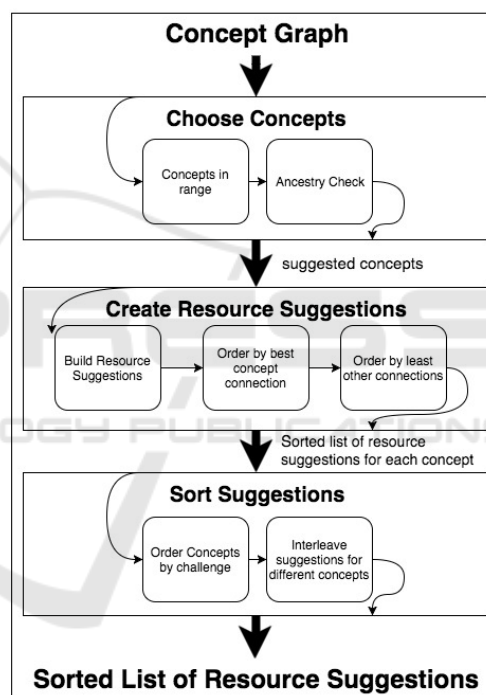 Concept Graph
Choose Concepts
Concepts in
range
Ancestry Check
suggested concepts
Create Resource Suggestions
Build Resource
Suggestions
Order by best
concept
connection
Order by least
other connections
Sorted list of resource
suggestions for each concept
Sort Suggestions
Order Concepts
by challenge
Interleave
suggestions for
different concepts
Sorted List of Resource Suggestions